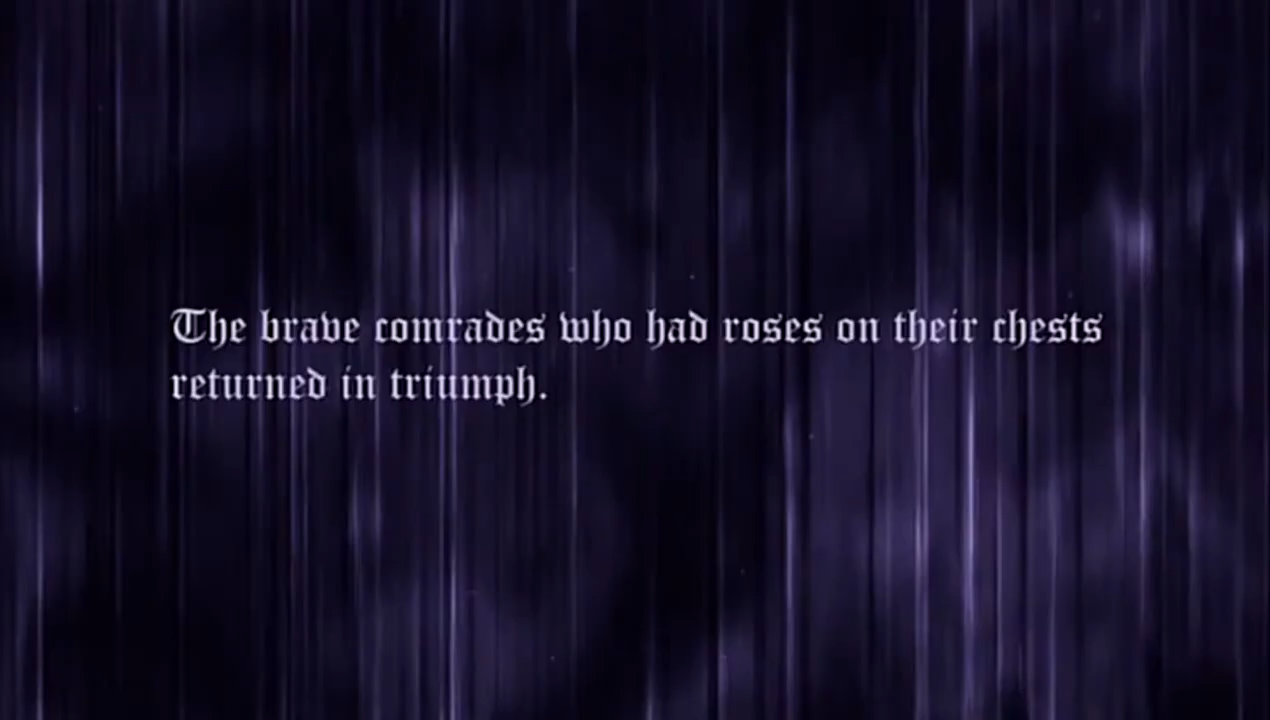 The brave comrades who had roses on their chests
returned in triumph.